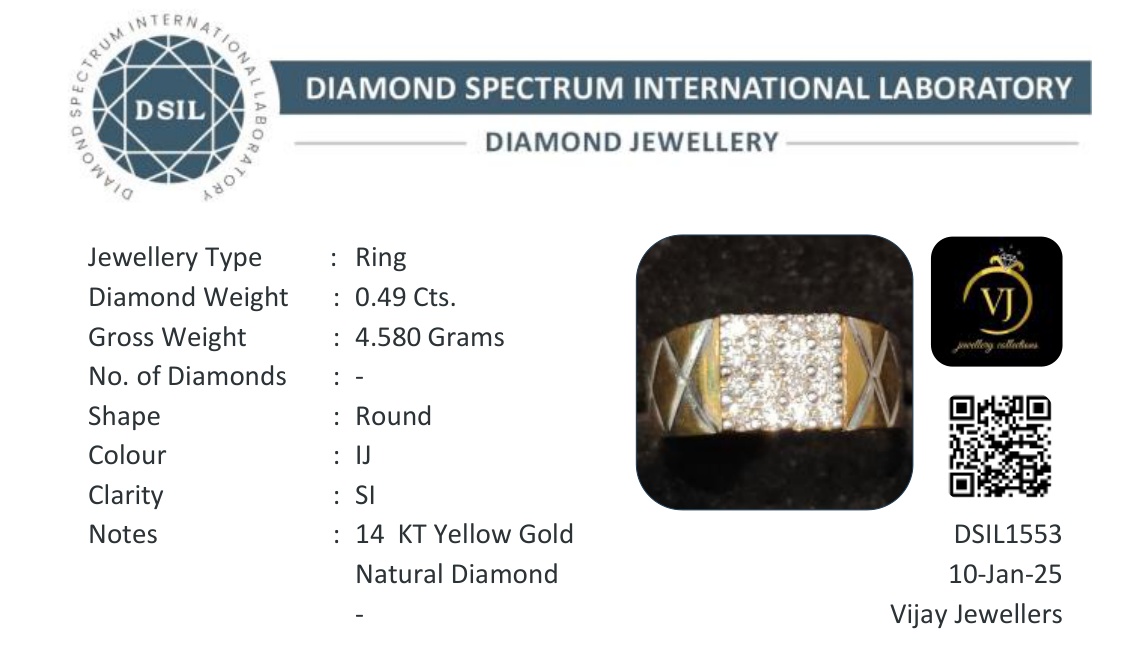 DIAMOND SPECTRUM INTERNATIONAL LABORATORY
DSIL
DIAMOND SPECTRUM INTERNATIONAL LABORATORY
DIAMOND JEWELLERY
Jewellery Type : Ring
Diamond Weight : 0.49 Cts.
Gross Weight : 4.580 Grams
No. of Diamonds : -
Shape : Round
Colour : IJ
Clarity : SI
Notes : 14 KT Yellow Gold
Natural Diamond
-
VJ
jewellery collections
DSIL1553
10-Jan-25
Vijay Jewellers